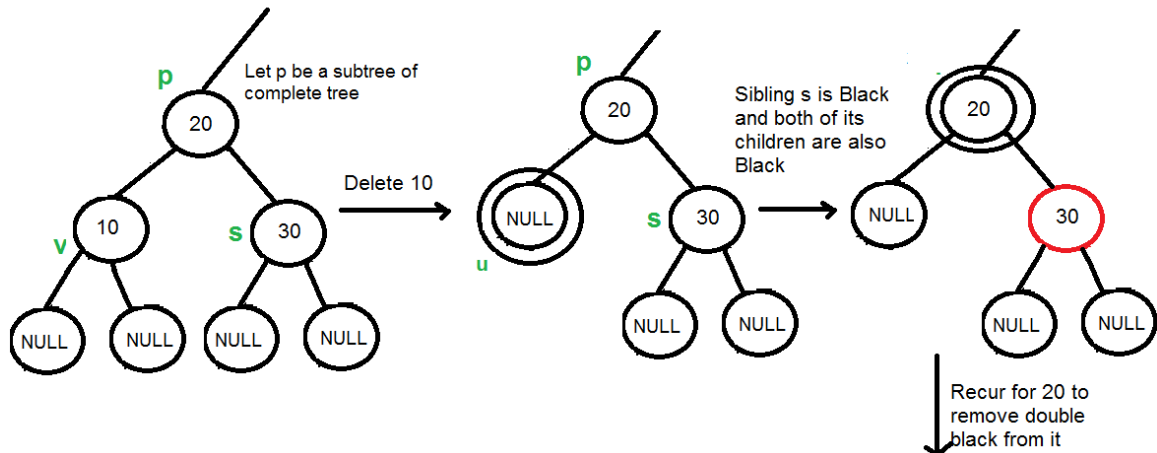 p
Let p be a subtree of
complete tree
20
v
10
s
30
NULL
NULL
NULL
NULL
Delete 10
p
20
NULL
u
s
30
NULL
NULL
Sibling s is Black
and both of its
children are also
Black
20
NULL
30
NULL
NULL
Recur for 20 to
remove double
black from it